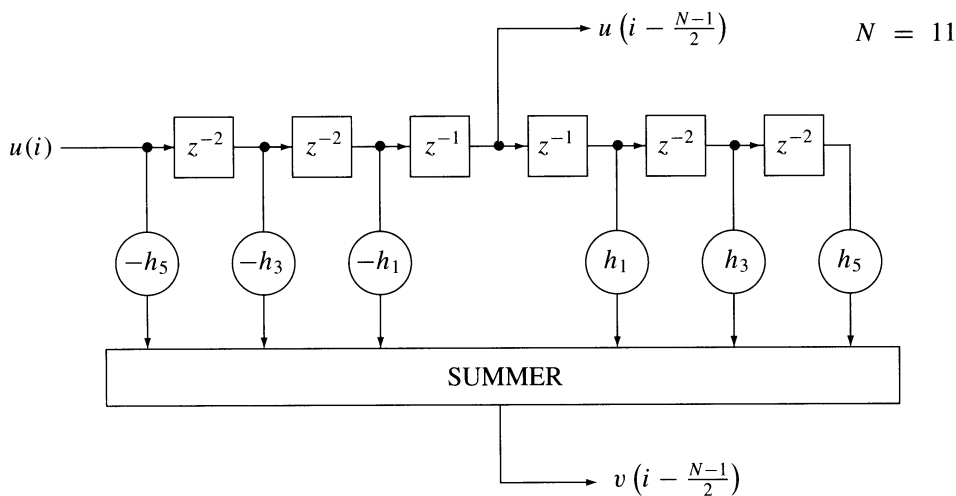 u(i − (N−1)/2)
N = 11
u(i)
z⁻²
z⁻²
z⁻¹
z⁻¹
z⁻²
z⁻²
−h₅
−h₃
−h₁
h₁
h₃
h₅
SUMMER
v(i − (N−1)/2)